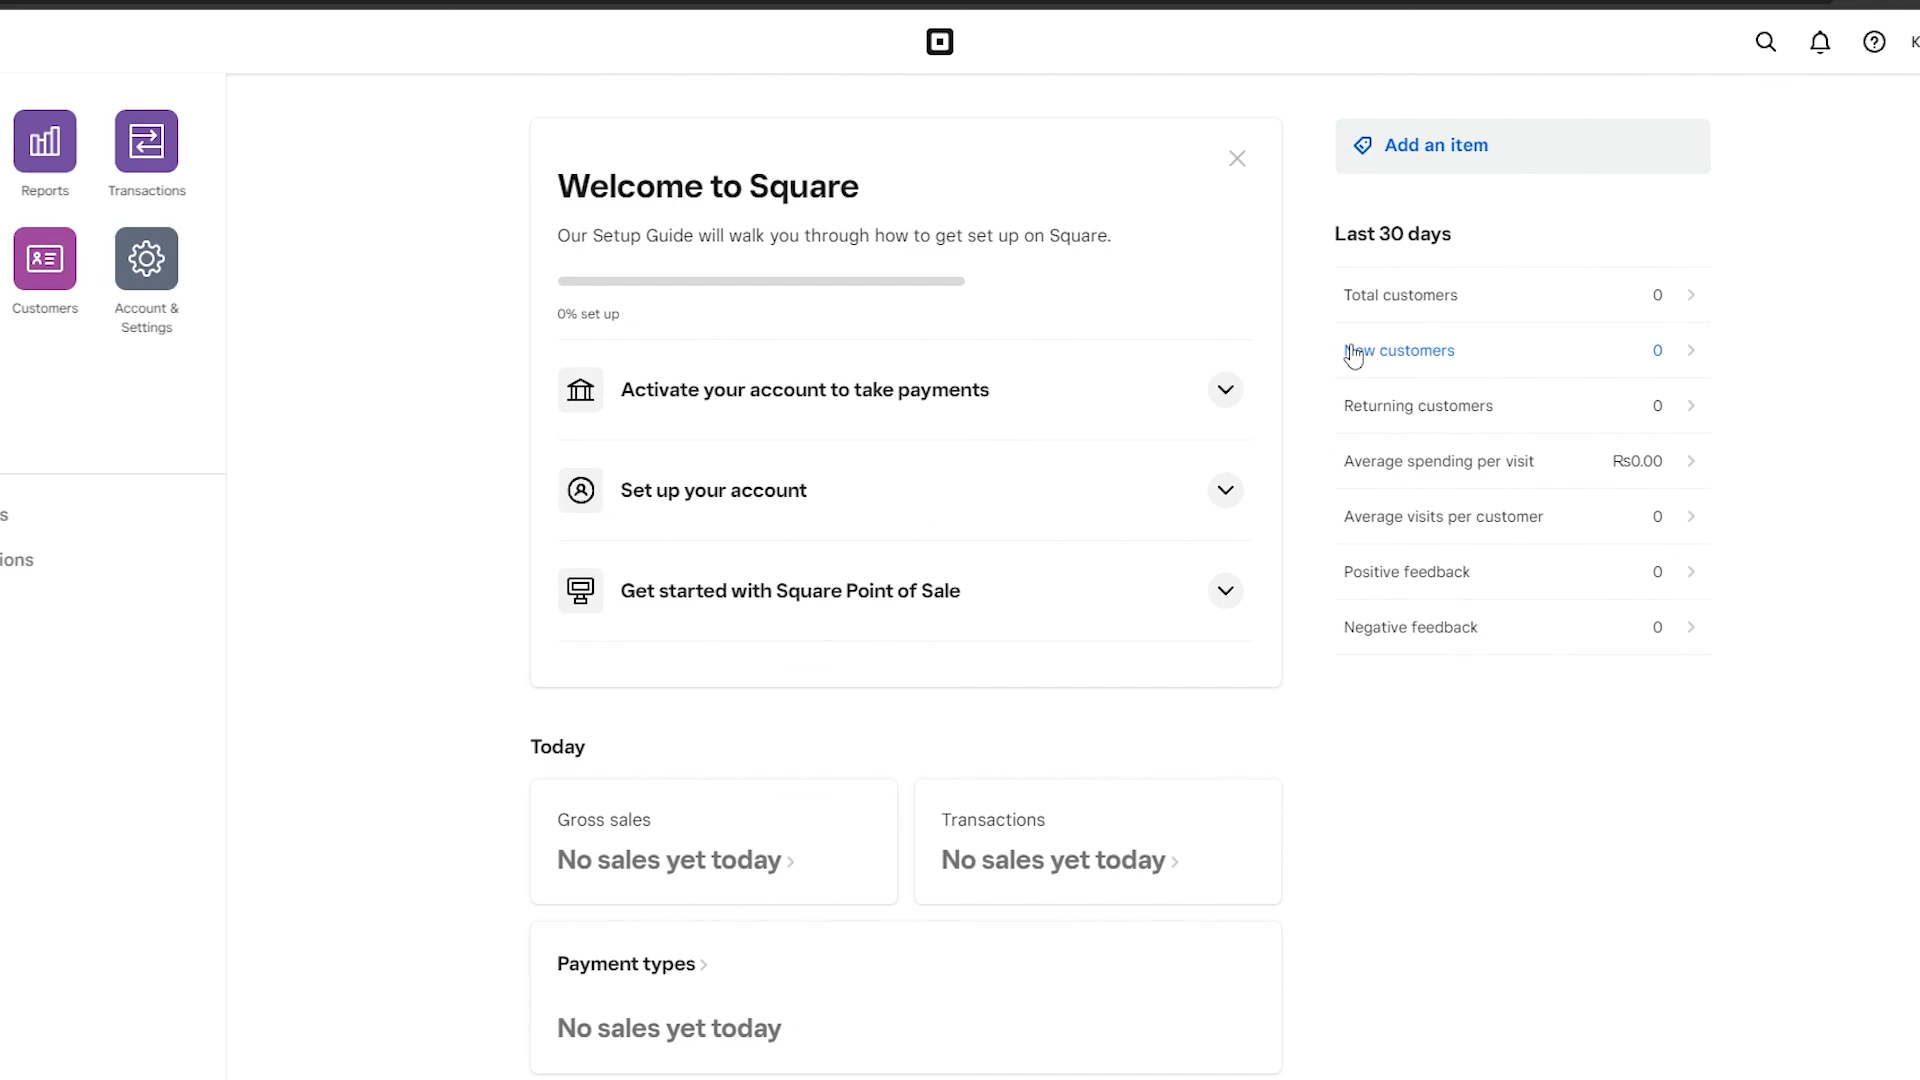 K
Reports
Transactions
Customers
Account &
Settings
s
ions
Welcome to Square
Our Setup Guide will walk you through how to get set up on Square.
0% set up
Activate your account to take payments
Set up your account
Get started with Square Point of Sale
Today
Gross sales
No sales yet today
Transactions
No sales yet today
Payment types
No sales yet today
Add an item
Last 30 days
Total customers 0
New customers 0
Returning customers 0
Average spending per visit Rs0.00
Average visits per customer 0
Positive feedback 0
Negative feedback 0